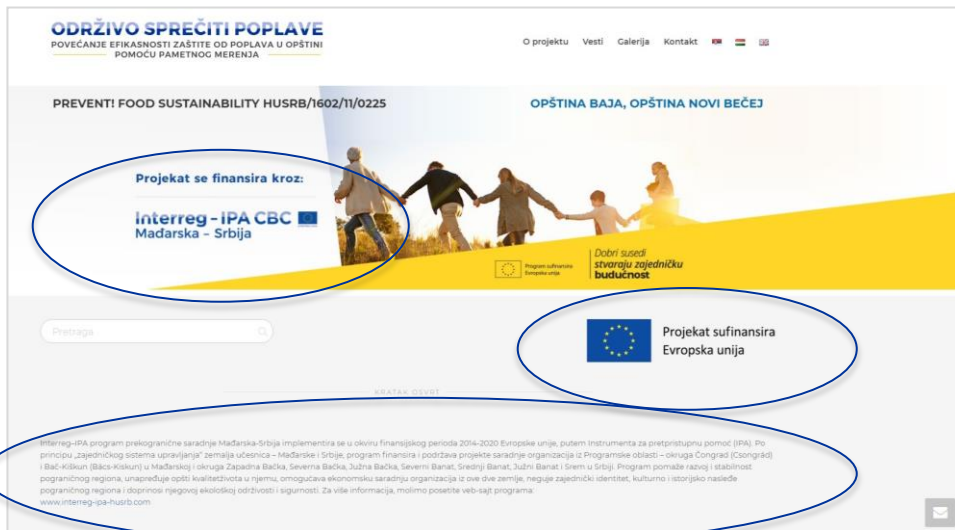 ODRŽIVO SPREČITI POPLAVE
POVEĆANJE EFIKASNOSTI ZAŠTITE OD POPLAVA U OPŠTINI
POMOĆU PAMETNOG MERENJA
O projektu Vesti Galerija Kontakt
PREVENT! FOOD SUSTAINABILITY HUSRB/1602/11/0225
OPŠTINA BAJA, OPŠTINA NOVI BEČEJ
Projekat se finansira kroz:
Interreg - IPA CBC
Mađarska - Srbija
Program sufinansira
Evropska unija
Dobri susedi
stvaraju zajedničku
budućnost
Pretraga
Projekat sufinansira
Evropska unija
KRATAK OSVRT
Interreg-IPA program prekogranične saradnje Mađarska-Srbija implementira se u okviru finansijskog perioda 2014-2020 Evropske unije, putem Instrumenta za pretpristupnu pomoć (IPA). Po
principu „zajedničkog sistema upravljanja" zemalja učesnica – Mađarske i Srbije, program finansira i podržava projekte saradnje organizacija iz Programske oblasti – okruga Čongrad (Csongrád)
i Bač-Kiškun (Bács-Kiskun) u Mađarskoj i okruga Zapadna Bačka, Severna Bačka, Južna Bačka, Severni Banat, Srednji Banat, Južni Banat i Srem u Srbiji. Program pomaže razvoj i stabilnost
pograničnog regiona, unapređuje opšti kvalitetživota u njemu, omogućava ekonomsku saradnju organizacija iz ove dve zemlje, neguje zajednički identitet, kulturno i istorijsko nasleđe
pograničnog regiona i doprinosi njegovoj ekološkoj održivosti i sigurnosti. Za više informacija, molimo posetite veb-sajt programa:
www.interreg-ipa-husrb.com